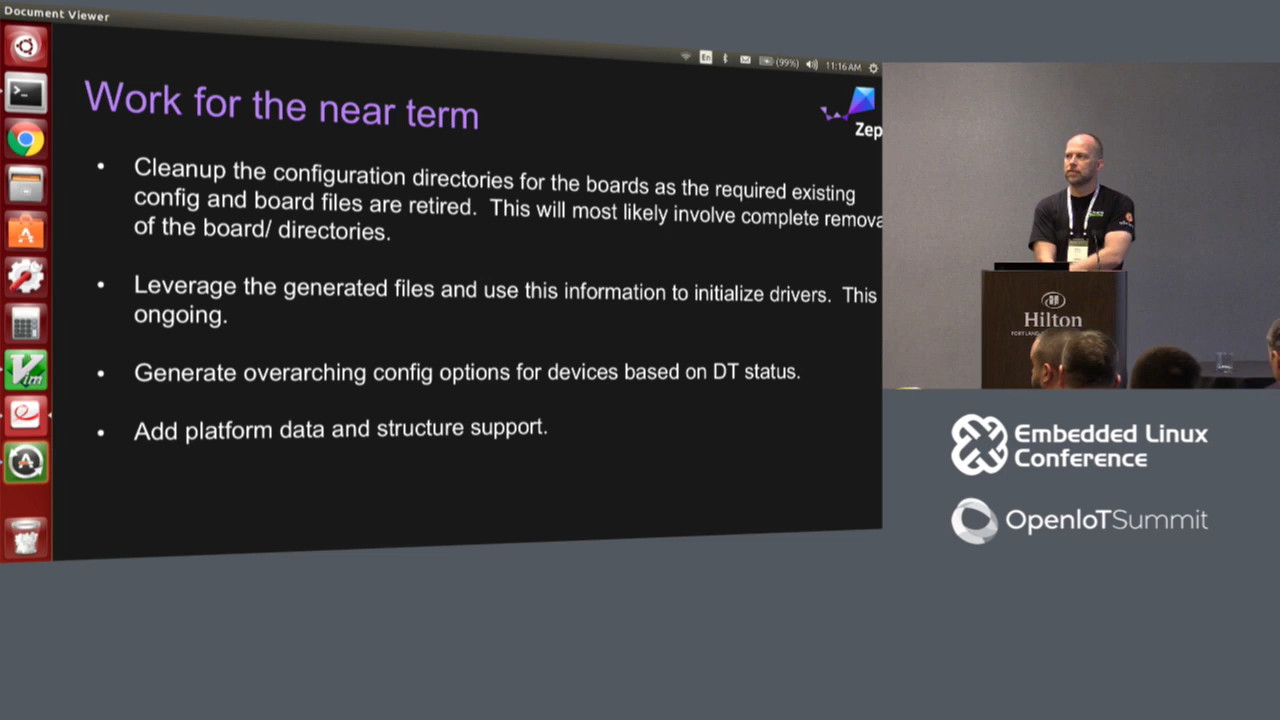 Document Viewer
En
(99%)
11:16 AM
Work for the near term
Zep
• Cleanup the configuration directories for the boards as the required existing
config and board files are retired. This will most likely involve complete remova
of the board/ directories.
• Leverage the generated files and use this information to initialize drivers. This
ongoing.
• Generate overarching config options for devices based on DT status.
• Add platform data and structure support.
Vim
Hilton
Embedded Linux
Conference
OpenIoTSummit